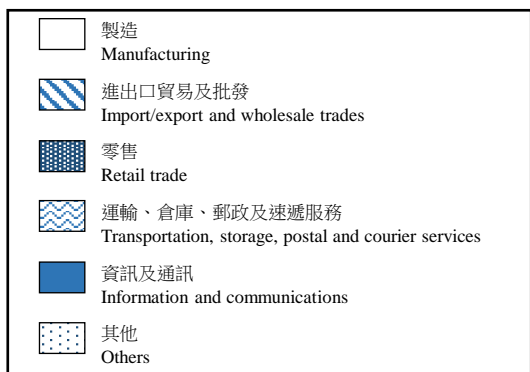 製造
Manufacturing
進出口貿易及批發
Import/export and wholesale trades
零售
Retail trade
運輸、倉庫、郵政及速遞服務
Transportation, storage, postal and courier services
資訊及通訊
Information and communications
其他
Others